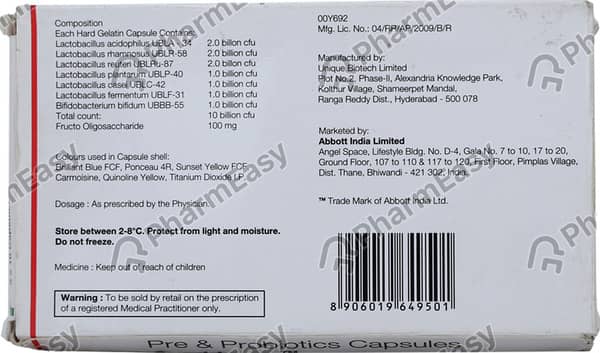 Composition
Each Hard Gelatin Capsule Contains:
Lactobacillus acidophilus UBLA-34 2.0 billon cfu
Lactobacillus rhamnosus UBLR-58 2.0 billion cfu
Lactobacillus reuteri UBLRu-87 2.0 billion cfu
Lactobacillus plantarum UBLP-40 1.0 billion cfu
Lactobacillus casei UBLC-42 1.0 billion cfu
Lactobacillus fermentum UBLF-31 1.0 billion cfu
Bifidobacterium bifidum UBBB-55 1.0 billion cfu
Total count: 10 billion cfu
Fructo Oligosaccharide 100 mg
Colours used in Capsule shell:
Brilliant Blue FCF, Ponceau 4R, Sunset Yellow FCF,
Carmoisine, Quinoline Yellow, Titanium Dioxide I.P.
Dosage : As prescribed by the Physician.
Store between 2-8°C. Protect from light and moisture.
Do not freeze.
Medicine : Keep out of reach of children
Warning : To be sold by retail on the prescription
of a registered Medical Practitioner only.
00Y692
Mfg. Lic. No.: 04/RR/AP/2009/B/R
Manufactured by:
Unique Biotech Limited
Plot No.2. Phase-II, Alexandria Knowledge Park,
Kolthur Village, Shameerpet Mandal,
Ranga Reddy Dist., Hyderabad - 500 078
Marketed by:
Abbott India Limited
Angel Space, Lifestyle Bldg. No. D-4, Gala No. 7 to 10, 17 to 20,
Ground Floor, 107 to 110 & 117 to 120, First Floor, Pimplas Village,
Dist. Thane, Bhiwandi - 421 302, India.
™ Trade Mark of Abbott India Ltd.
8 906019 649501
Pre & Probiotics Capsules
PharmEasy
PharmEasy
PharmEasy
PharmEasy